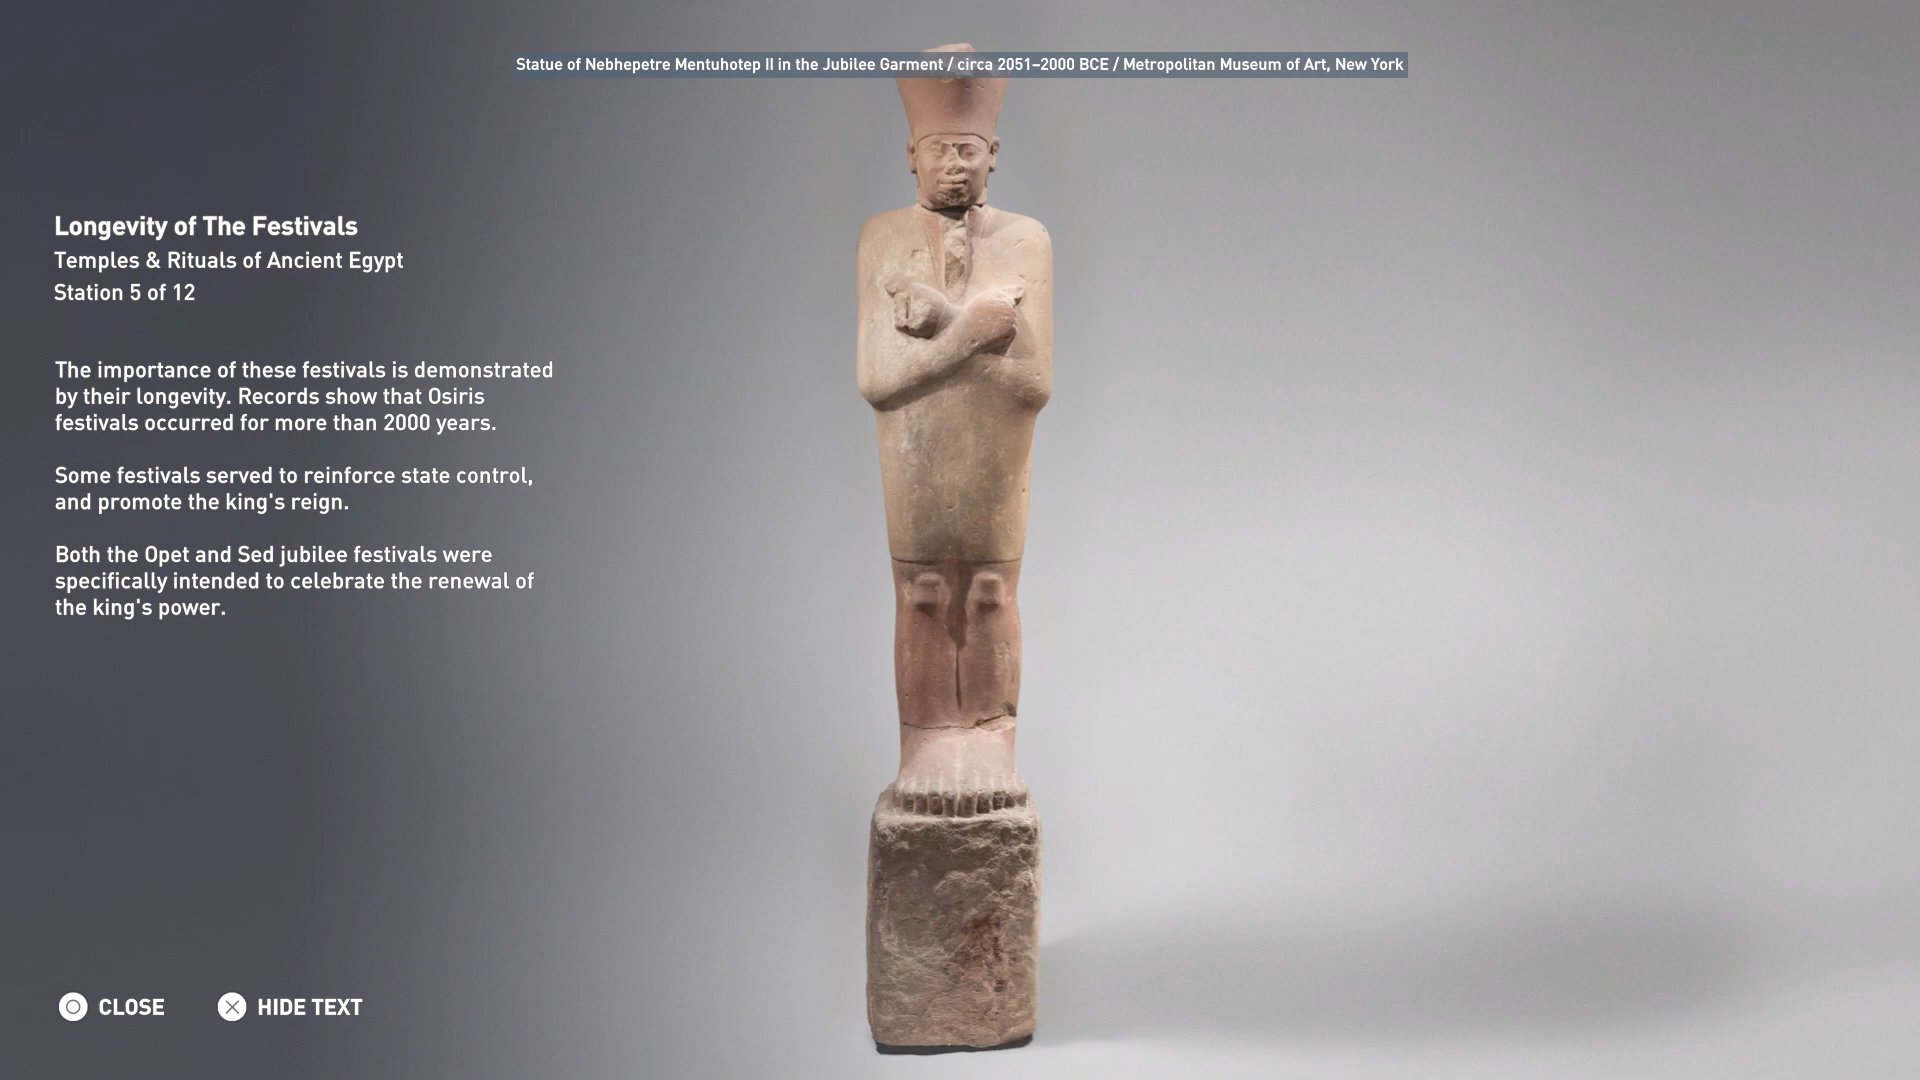 Statue of Nebhepetre Mentuhotep II in the Jubilee Garment / circa 2051–2000 BCE / Metropolitan Museum of Art, New York
Longevity of The Festivals
Temples & Rituals of Ancient Egypt
Station 5 of 12
The importance of these festivals is demonstrated
by their longevity. Records show that Osiris
festivals occurred for more than 2000 years.
Some festivals served to reinforce state control,
and promote the king's reign.
Both the Opet and Sed jubilee festivals were
specifically intended to celebrate the renewal of
the king's power.
CLOSE HIDE TEXT